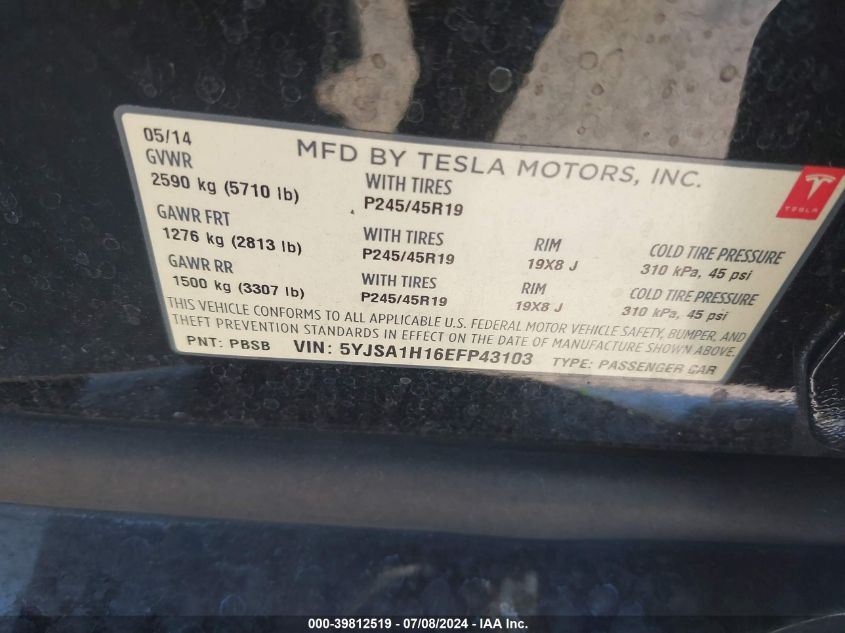 05/14
MFD BY TESLA MOTORS, INC.
GVWR
2590 kg (5710 lb) WITH TIRES
P245/45R19
TESLA
GAWR FRT
1276 kg (2813 lb) WITH TIRES RIM COLD TIRE PRESSURE
P245/45R19 19X8 J 310 kPa, 45 psi
GAWR RR
1500 kg (3307 lb) WITH TIRES RIM COLD TIRE PRESSURE
P245/45R19 19X8 J 310 kPa, 45 psi
THIS VEHICLE CONFORMS TO ALL APPLICABLE U.S. FEDERAL MOTOR VEHICLE SAFETY, BUMPER, AND
THEFT PREVENTION STANDARDS IN EFFECT ON THE DATE OF MANUFACTURE SHOWN ABOVE.
PNT: PBSB VIN: 5YJSA1H16EFP43103 TYPE: PASSENGER CAR
000-39812519 - 07/08/2024 - IAA Inc.